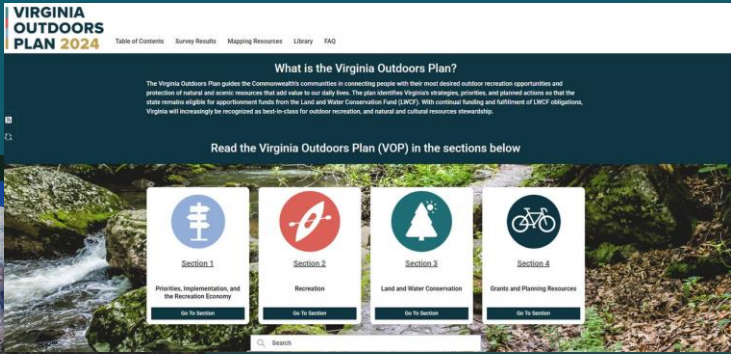 VIRGINIA
OUTDOORS
PLAN 2024
Table of Contents Survey Results Mapping Resources Library FAQ
What is the Virginia Outdoors Plan?
The Virginia Outdoors Plan guides the Commonwealth's communities in connecting people with their most desired outdoor recreation opportunities and
protection of natural and scenic resources that add value to our daily lives. The plan identifies Virginia's strategies, priorities, and planned actions so that the
state remains eligible for apportionment funds from the Land and Water Conservation Fund (LWCF). With continual funding and fulfillment of LWCF obligations,
Virginia will increasingly be recognized as best-in-class for outdoor recreation, and natural and cultural resources stewardship.
Read the Virginia Outdoors Plan (VOP) in the sections below
Section 1
Priorities, Implementation, and
the Recreation Economy
Go To Section
Section 2
Recreation
Go To Section
Section 3
Land and Water Conservation
Go To Section
Section 4
Grants and Planning Resources
Go To Section
Search